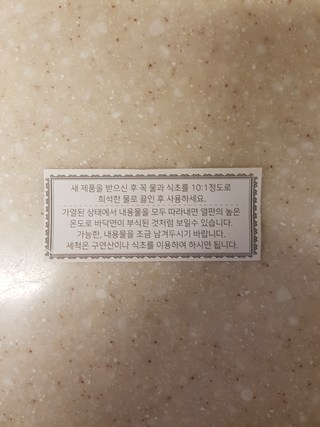 새 제품을 받으신 후 꼭 물과 식초를 10:1정도로
희석한 물로 끓인 후 사용하세요.
가열된 상태에서 내용물을 모두 따라내면 열판의 높은
온도로 바닥면이 부식된 것처럼 보일수 있습니다.
가능한, 내용물을 조금 남겨두시기 바랍니다.
세척은 구연산이나 식초를 이용하여 하시면 됩니다.